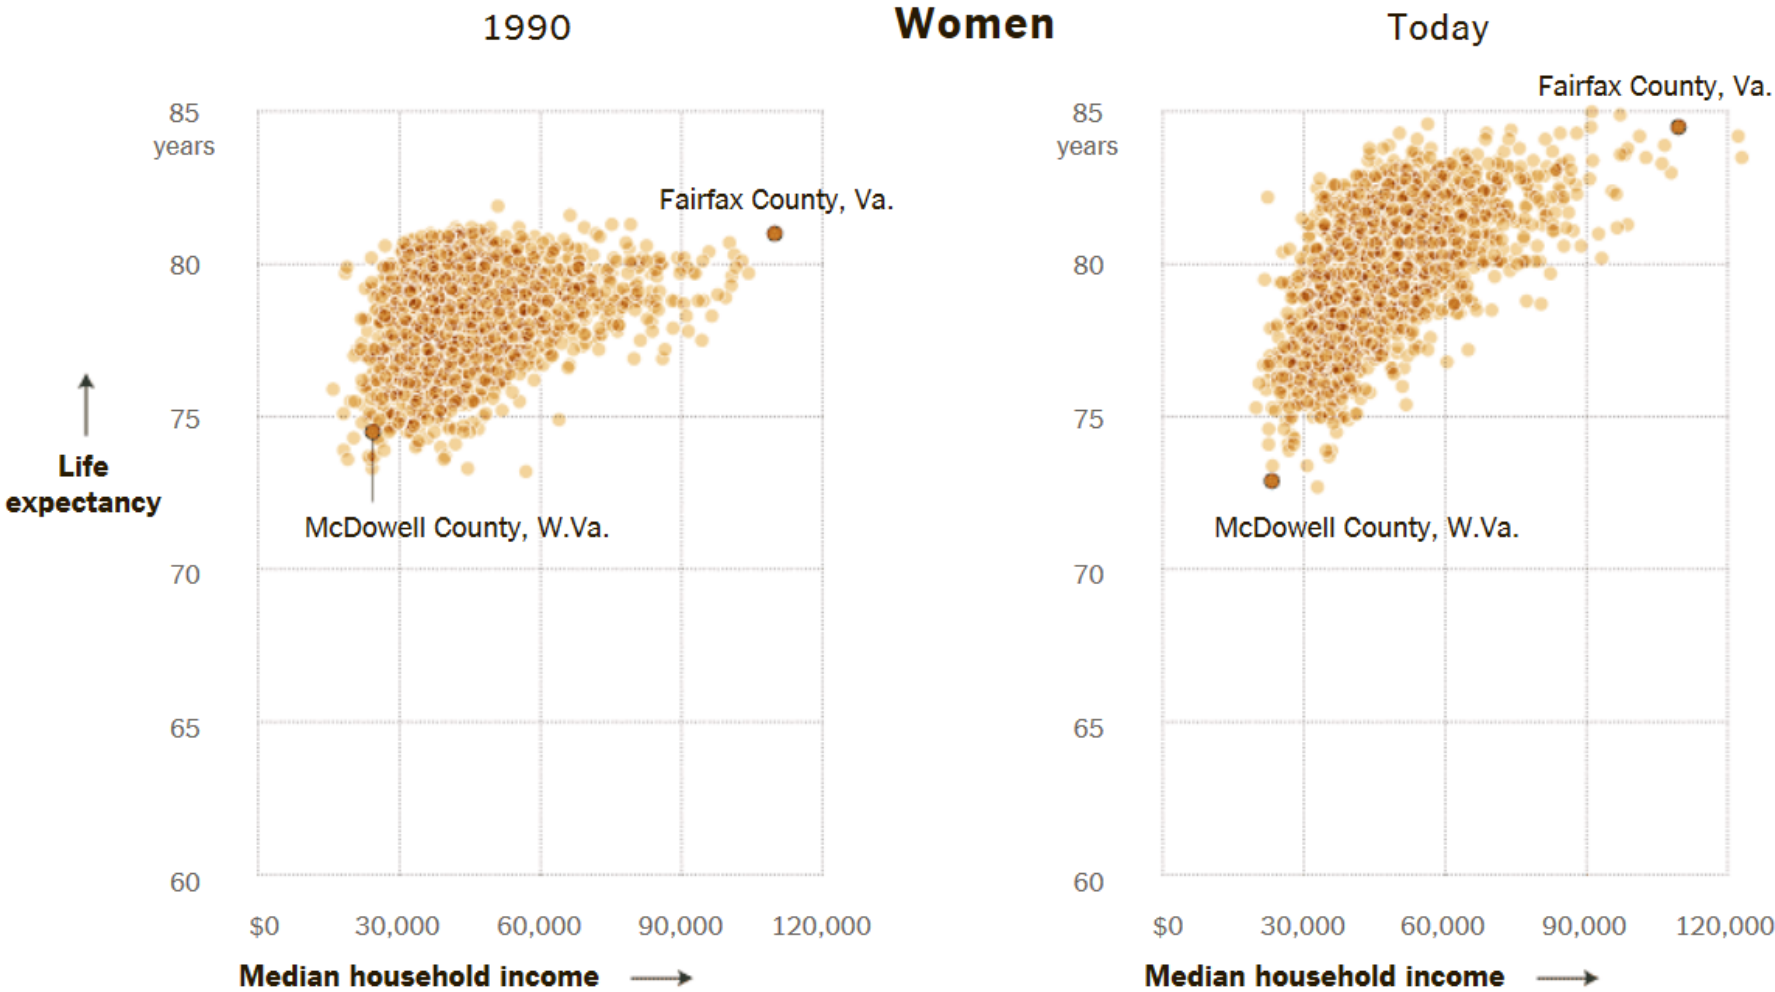 Women
1990
85
years
80
75
70
65
60
Life
expectancy
Fairfax County, Va.
McDowell County, W.Va.
$0 30,000 60,000 90,000 120,000
Median household income
Today
85
years
80
75
70
65
60
Fairfax County, Va.
McDowell County, W.Va.
$0 30,000 60,000 90,000 120,000
Median household income